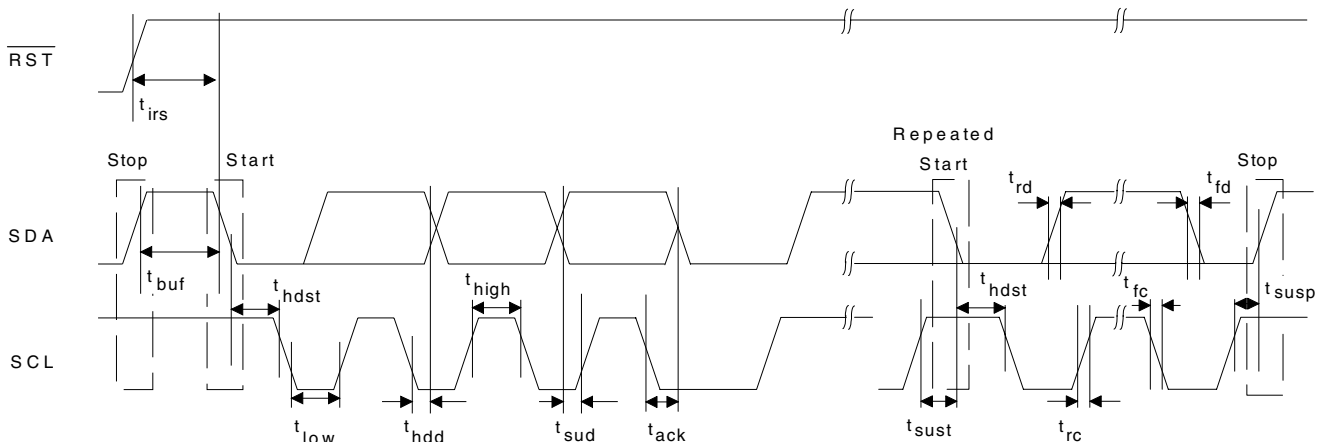 RST
t irs
Repeated
Stop
Start
Start
Stop
t rd
t fd
SDA
t buf
t hdst
t high
t hdst
t fc
t susp
SCL
t low
t hdd
t sud
t ack
t sust
t rc